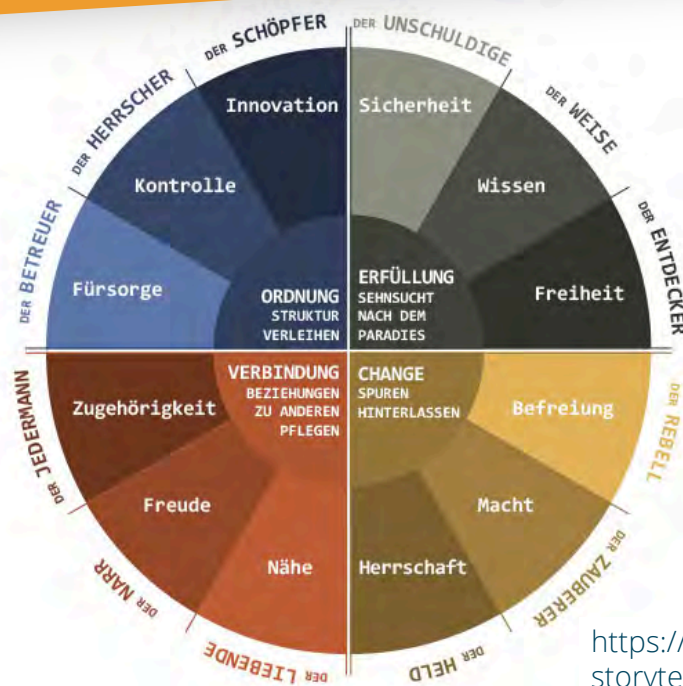 DER SCHÖPFER
DER UNSCHULDIGE
DER HERRSCHER
DER WEISE
DER BETREUER
DER ENTDECKER
Innovation
Sicherheit
Kontrolle
Wissen
Fürsorge
Freiheit
ORDNUNG
STRUKTUR
VERLEIHEN
ERFÜLLUNG
SEHNSUCHT
NACH DEM
PARADIES
VERBINDUNG
BEZIEHUNGEN
ZU ANDEREN
PFLEGEN
CHANGE
SPUREN
HINTERLASSEN
Zugehörigkeit
Befreiung
Freude
Macht
Nähe
Herrschaft
DER JEDERMANN
DER REBELL
DER NARR
DER ZAUBERER
DER LIEBENDE
DER HELD
https://
storyte